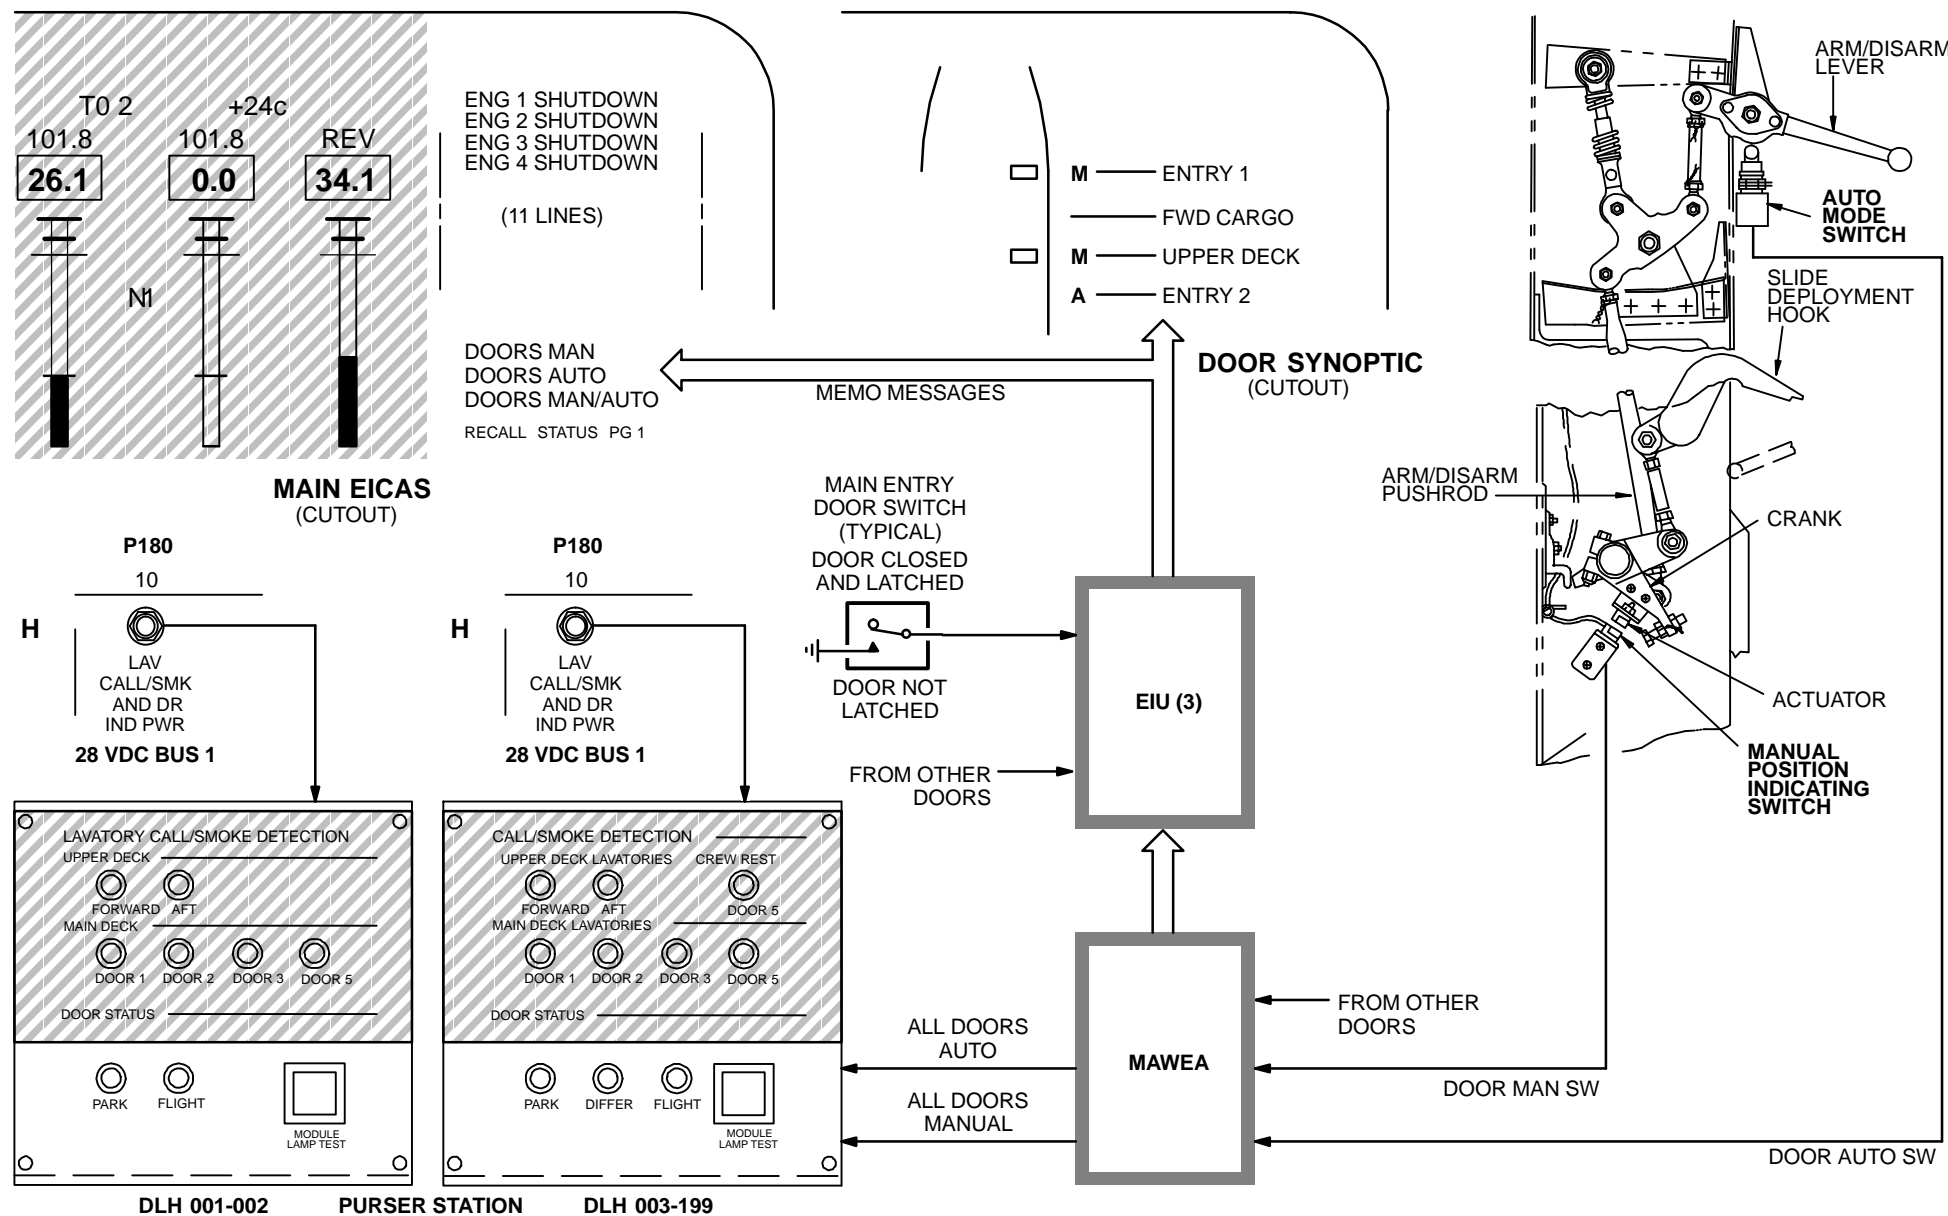 T0 2
+24c
101.8
101.8
REV
26.1
0.0
34.1
N1
ENG 1 SHUTDOWN
ENG 2 SHUTDOWN
ENG 3 SHUTDOWN
ENG 4 SHUTDOWN
(11 LINES)
DOORS MAN
DOORS AUTO
DOORS MAN/AUTO
RECALL STATUS PG 1
MAIN EICAS
(CUTOUT)
M
ENTRY 1
FWD CARGO
M
UPPER DECK
A
ENTRY 2
DOOR SYNOPTIC
(CUTOUT)
MEMO MESSAGES
ARM/DISARM
LEVER
AUTO
MODE
SWITCH
SLIDE
DEPLOYMENT
HOOK
ARM/DISARM
PUSHROD
CRANK
ACTUATOR
MANUAL
POSITION
INDICATING
SWITCH
MAIN ENTRY
DOOR SWITCH
(TYPICAL)
DOOR CLOSED
AND LATCHED
DOOR NOT
LATCHED
FROM OTHER
DOORS
EIU (3)
P180
10
H
LAV
CALL/SMK
AND DR
IND PWR
28 VDC BUS 1
P180
10
H
LAV
CALL/SMK
AND DR
IND PWR
28 VDC BUS 1
LAVATORY CALL/SMOKE DETECTION
UPPER DECK
FORWARD
AFT
MAIN DECK
DOOR 1
DOOR 2
DOOR 3
DOOR 5
DOOR STATUS
PARK
FLIGHT
MODULE
LAMP TEST
CALL/SMOKE DETECTION
UPPER DECK LAVATORIES
CREW REST
FORWARD
AFT
DOOR 5
MAIN DECK LAVATORIES
DOOR 1
DOOR 2
DOOR 3
DOOR 5
DOOR STATUS
PARK
DIFFER
FLIGHT
MODULE
LAMP TEST
ALL DOORS
AUTO
ALL DOORS
MANUAL
MAWEA
FROM OTHER
DOORS
DOOR MAN SW
DOOR AUTO SW
DLH 001-002
PURSER STATION
DLH 003-199